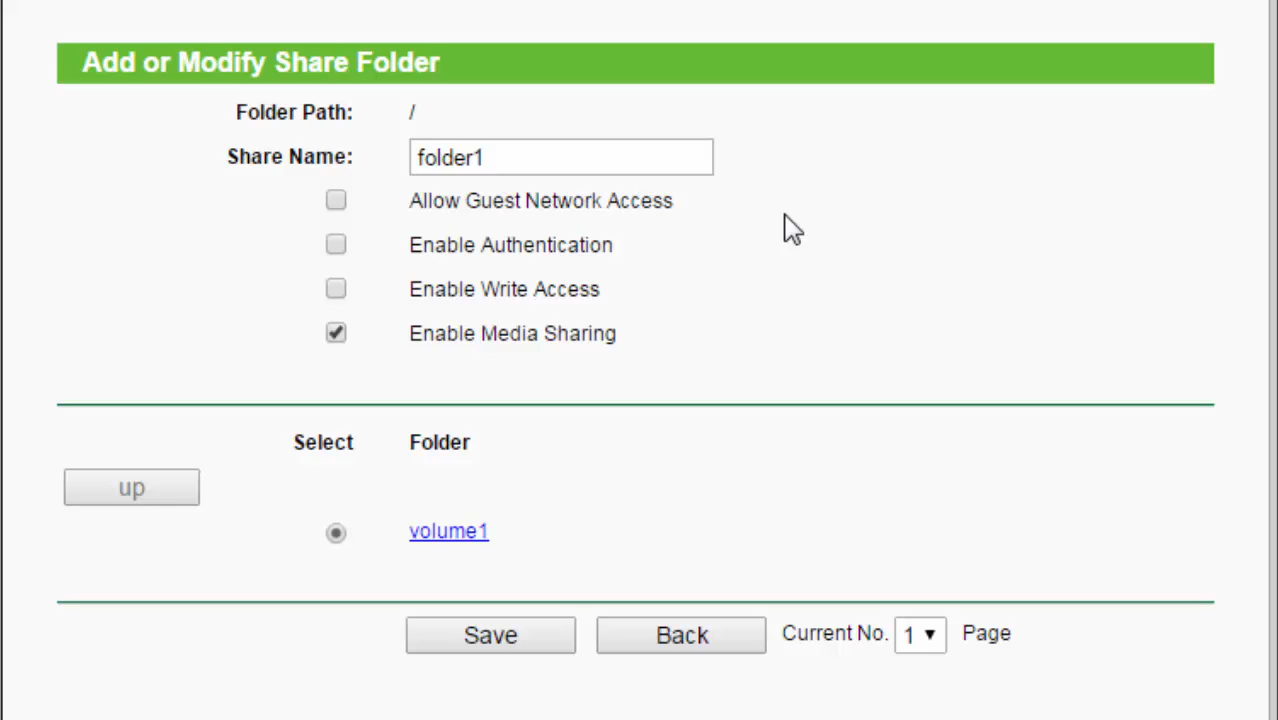 Add or Modify Share Folder
Folder Path: /
Share Name: folder1
Allow Guest Network Access
Enable Authentication
Enable Write Access
Enable Media Sharing
Select Folder
up
volume1
Save Back Current No. 1 Page